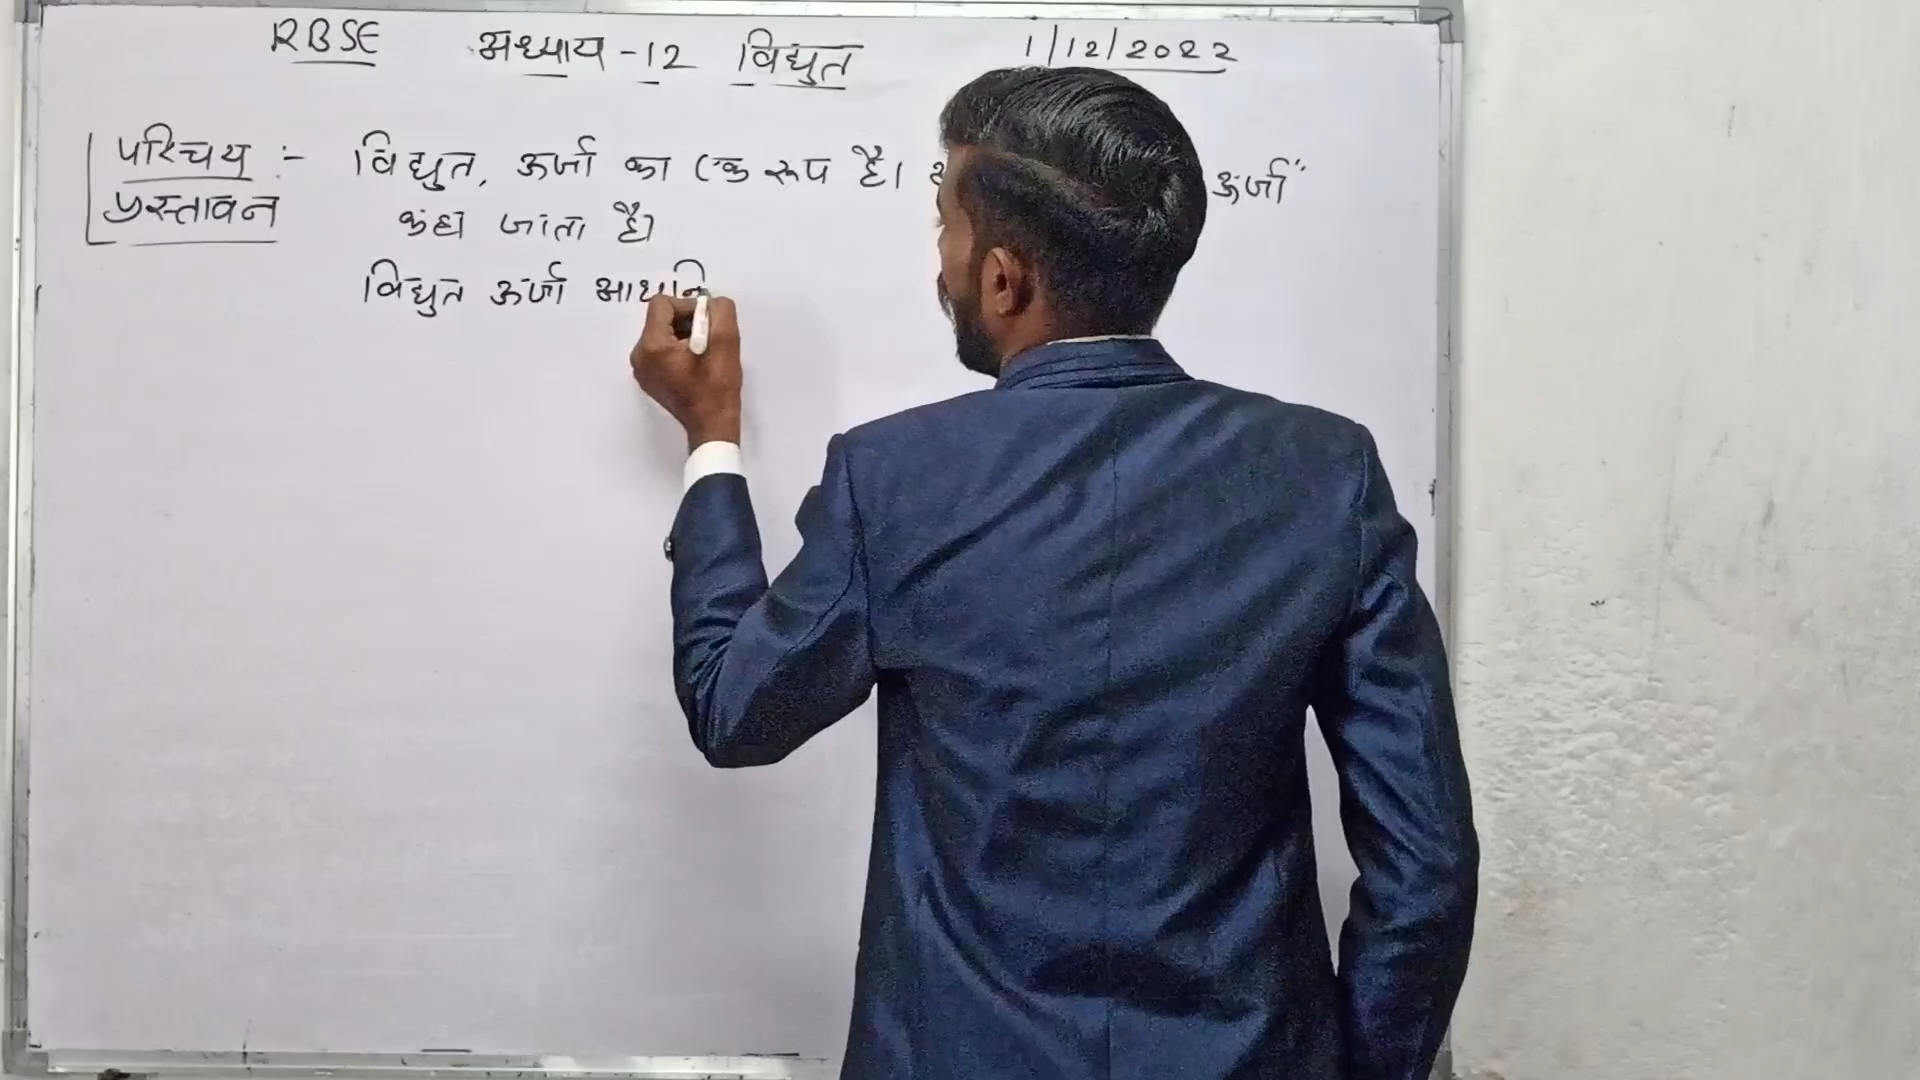 RBSE अध्याय - 12 विद्युत 1/12/2022
परिचय :- विद्युत, ऊर्जा का एक रूप है। ऊर्जा"
प्रस्तावन कहा जाता है।
विद्युत ऊर्जा आधुनि